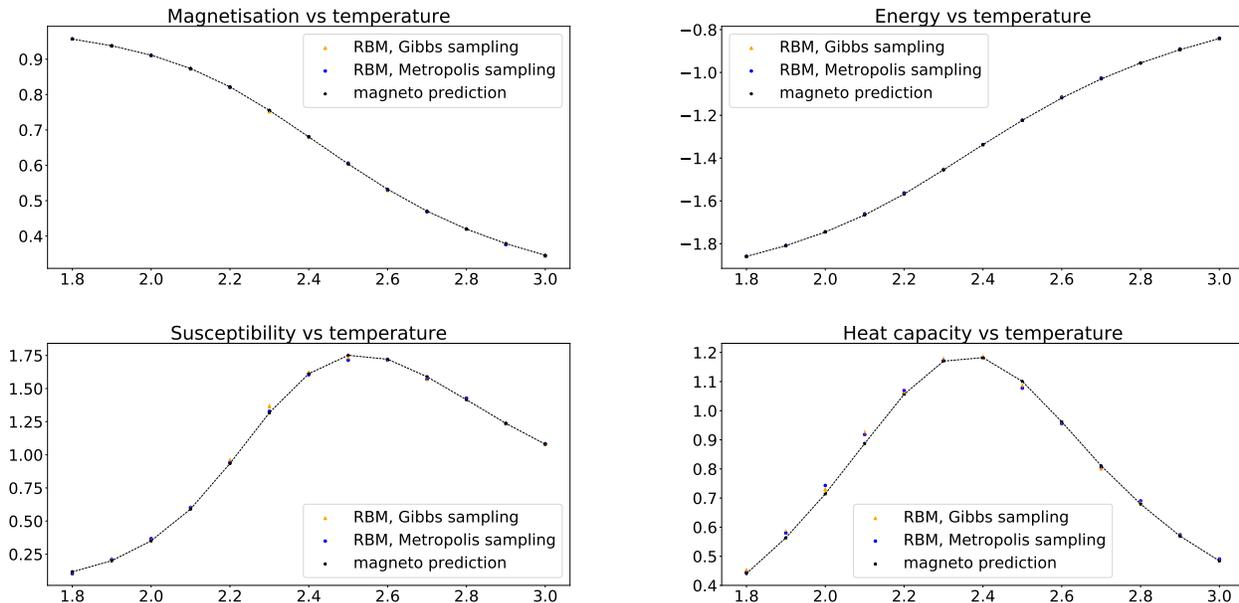 Magnetisation vs temperature
0.9
0.8
0.7
0.6
0.5
0.4
RBM, Gibbs sampling
RBM, Metropolis sampling
magneto prediction
1.8 2.0 2.2 2.4 2.6 2.8 3.0
Energy vs temperature
−0.8
−1.0
−1.2
−1.4
−1.6
−1.8
RBM, Gibbs sampling
RBM, Metropolis sampling
magneto prediction
1.8 2.0 2.2 2.4 2.6 2.8 3.0
Susceptibility vs temperature
1.75
1.50
1.25
1.00
0.75
0.50
0.25
RBM, Gibbs sampling
RBM, Metropolis sampling
magneto prediction
1.8 2.0 2.2 2.4 2.6 2.8 3.0
Heat capacity vs temperature
1.2
1.1
1.0
0.9
0.8
0.7
0.6
0.5
0.4
RBM, Gibbs sampling
RBM, Metropolis sampling
magneto prediction
1.8 2.0 2.2 2.4 2.6 2.8 3.0